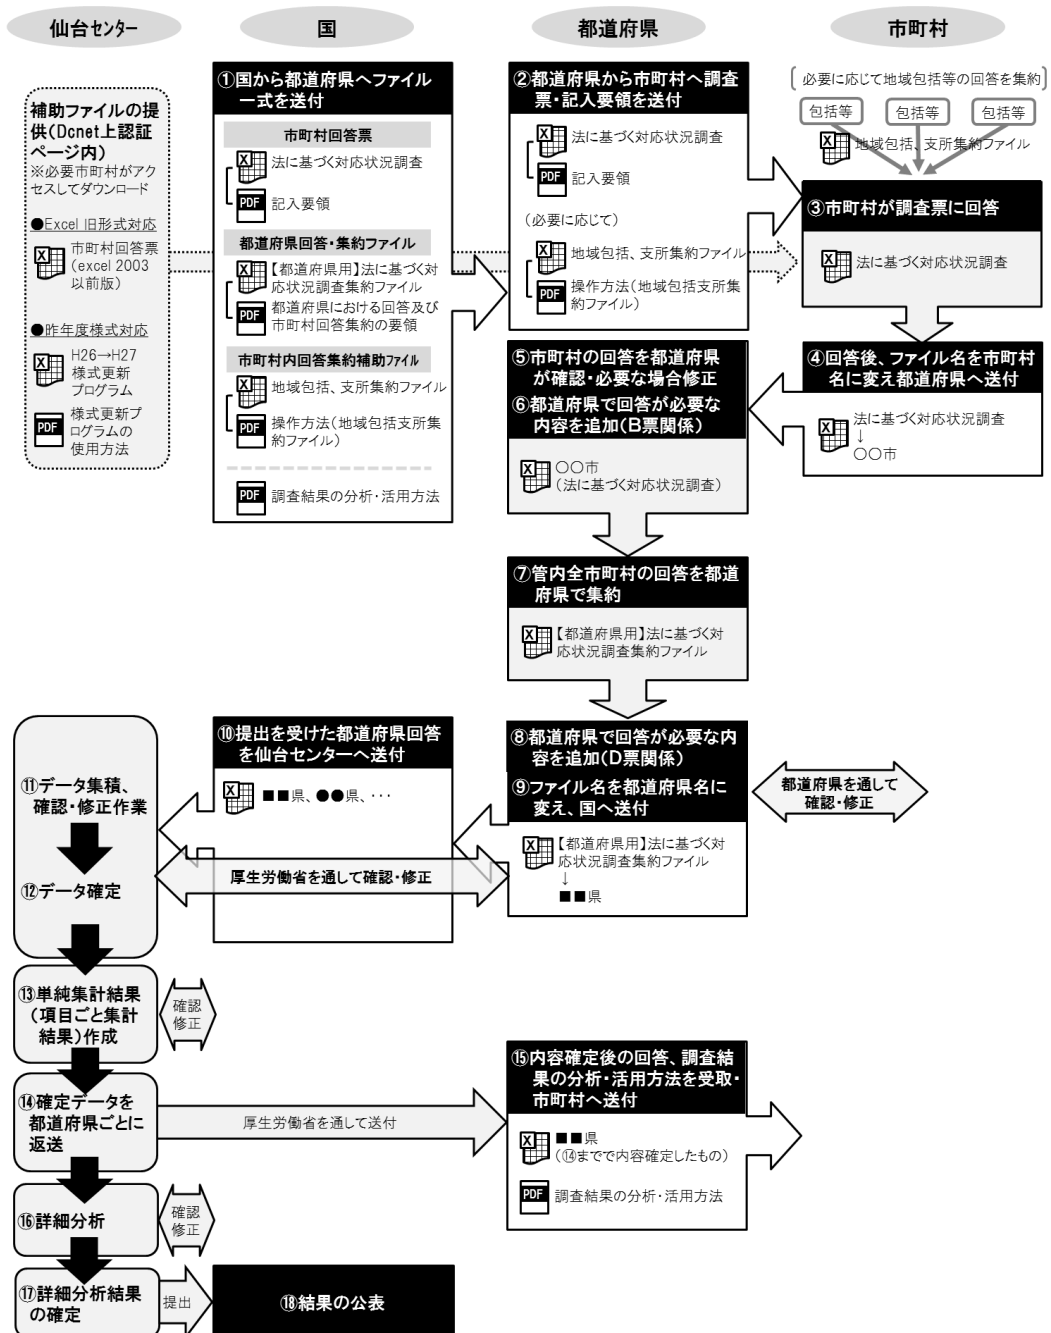 仙台センター
国
都道府県
市町村
補助ファイルの提
供(Dcnet上認証
ページ内)
※必要市町村がアク
セスしてダウンロード
●Excel 旧形式対応
市町村回答票
(excel 2003
以前版)
●昨年度様式対応
H26→H27
様式更新
プログラム
PDF
様式更新プ
ログラムの
使用方法
①国から都道府県へファイル
一式を送付
市町村回答票
法に基づく対応状況調査
PDF
記入要領
都道府県回答・集約ファイル
【都道府県用】法に基づく対
応状況調査集約ファイル
PDF
都道府県における回答及び
市町村回答集約の要領
市町村内回答集約補助ファイル
地域包括、支所集約ファイル
PDF
操作方法(地域包括支所集
約ファイル)
PDF
調査結果の分析・活用方法
②都道府県から市町村へ調査
票・記入要領を送付
法に基づく対応状況調査
PDF
記入要領
(必要に応じて)
地域包括、支所集約ファイル
PDF
操作方法(地域包括支所集
約ファイル)
必要に応じて地域包括等の回答を集約
包括等
包括等
包括等
地域包括、支所集約ファイル
③市町村が調査票に回答
法に基づく対応状況調査
④回答後、ファイル名を市町村
名に変え都道府県へ送付
法に基づく対応状況調査
↓
○○市
⑤市町村の回答を都道府県
が確認・必要な場合修正
⑥都道府県で回答が必要な
内容を追加(B票関係)
○○市
(法に基づく対応状況調査)
⑦管内全市町村の回答を都道
府県で集約
【都道府県用】法に基づく対
応状況調査集約ファイル
⑧都道府県で回答が必要な内
容を追加(D票関係)
⑨ファイル名を都道府県名に
変え、国へ送付
【都道府県用】法に基づく対
応状況調査集約ファイル
↓
■■県
都道府県を通して
確認・修正
⑩提出を受けた都道府県回答
を仙台センターへ送付
■■県、●●県、・・・
厚生労働省を通して確認・修正
⑪データ集積、
確認・修正作業
⑫データ確定
⑬単純集計結果
(項目ごと集計
結果)作成
確認
修正
⑭確定データを
都道府県ごとに
返送
厚生労働省を通して送付
⑮内容確定後の回答、調査結
果の分析・活用方法を受取・
市町村へ送付
■■県
(⑭までで内容確定したもの)
PDF
調査結果の分析・活用方法
⑯詳細分析
確認
修正
⑰詳細分析結果
の確定
提出
⑱結果の公表